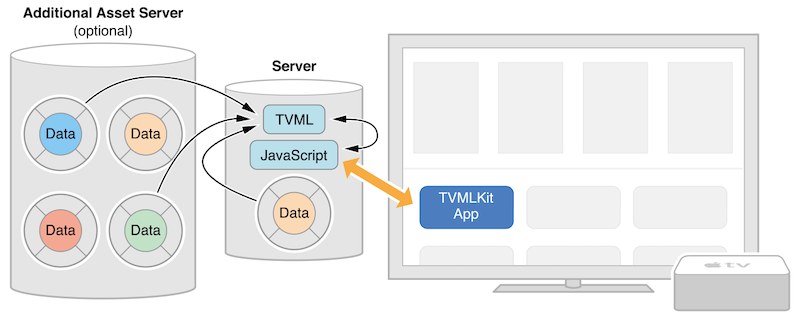 Additional Asset Server
(optional)
Server
Data
Data
Data
Data
TVML
JavaScript
Data
TVMLKit
App
tv